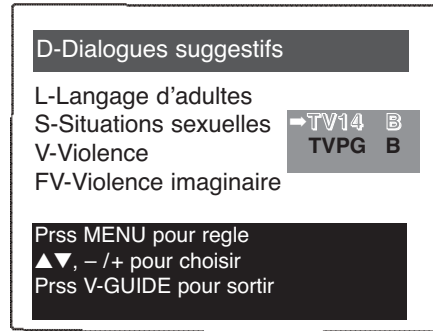 D-Dialogues suggestifs
L-Langage d'adultes
S-Situations sexuelles
V-Violence
FV-Violence imaginaire
➡TV14 B
TVPG B
Prss MENU pour regle
▲▼, – /+ pour choisir
Prss V-GUIDE pour sortir